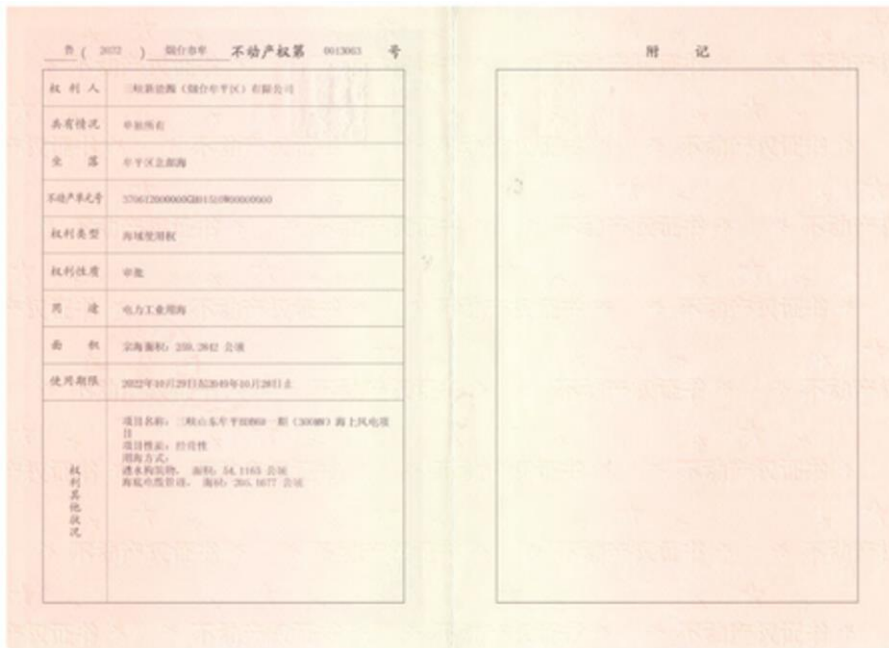 鲁 ( 2022 ) 烟台市牟 不动产权第 0013063 号
权利人 三峡新能源（烟台牟平区）有限公司
共有情况 单独所有
坐落 牟平区北部海
不动产单元号
权利类型 海域使用权
权利性质 审批
用途 电力工业用海
面积 宗海面积：259.2842 公顷
使用期限 2022年10月29日起2049年10月28日止
权利其他状况
项目名称：三峡山东牟平BDB6#一期（300MW）海上风电项
目
项目性质：经营性
用海方式：
透水构筑物， 面积：54.1165 公顷
海底电缆管道， 面积：205.1677 公顷
附记